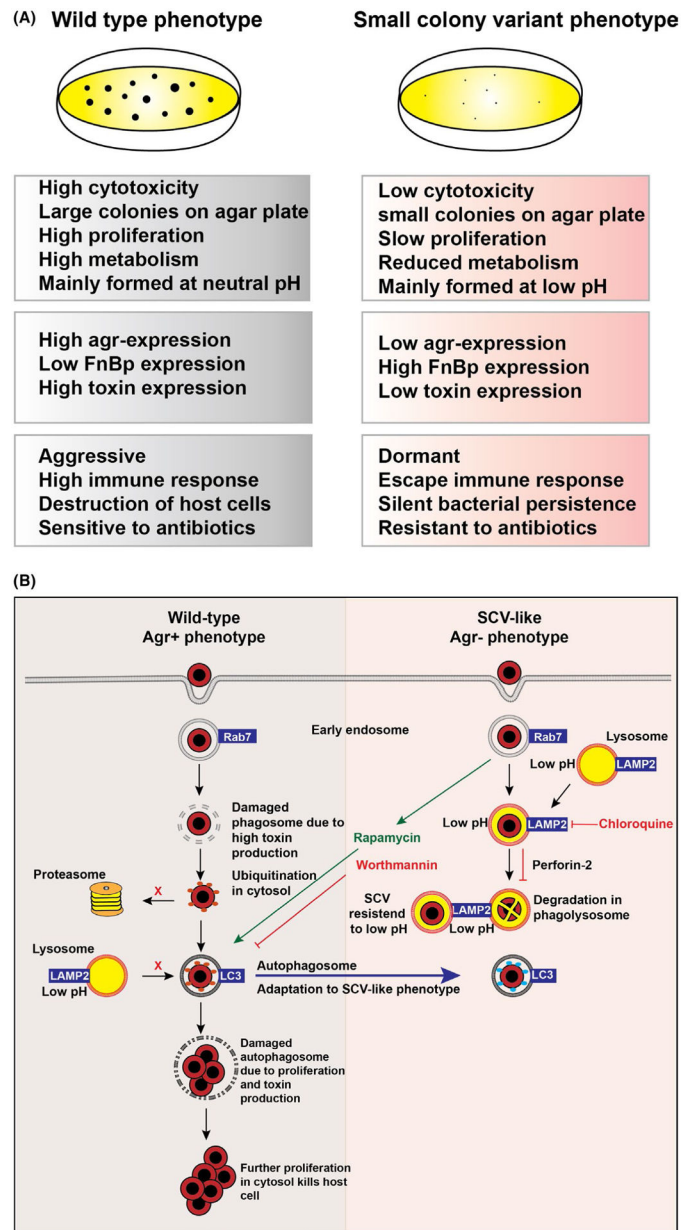 (A)
Wild type phenotype
Small colony variant phenotype
High cytotoxicity
Large colonies on agar plate
High proliferation
High metabolism
Mainly formed at neutral pH
Low cytotoxicity
small colonies on agar plate
Slow proliferation
Reduced metabolism
Mainly formed at low pH
High agr-expression
Low FnBp expression
High toxin expression
Low agr-expression
High FnBp expression
Low toxin expression
Aggressive
High immune response
Destruction of host cells
Sensitive to antibiotics
Dormant
Escape immune response
Silent bacterial persistence
Resistant to antibiotics
(B)
Wild-type
Agr+ phenotype
SCV-like
Agr- phenotype
Rab7
Early endosome
Rab7
Lysosome
Low pH
LAMP2
Damaged
phagosome due to
high toxin
production
Low pH
LAMP2
Chloroquine
Rapamycin
Worthmannin
Perforin-2
Ubiquitination
in cytosol
Proteasome
X
SCV
resistend
to low pH
LAMP2
Low pH
Degradation in
phagolysosome
Lysosome
LAMP2
Low pH
X
LC3
Autophagosome
Adaptation to SCV-like phenotype
LC3
Damaged
autophagosome
due to proliferation
and toxin
production
Further proliferation
in cytosol kills host
cell